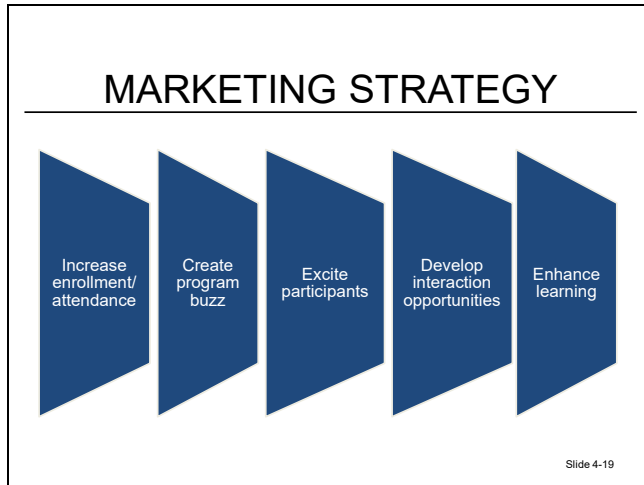 MARKETING STRATEGY
Increase
enrollment/
attendance
Create
program
buzz
Excite
participants
Develop
interaction
opportunities
Enhance
learning
Slide 4-19